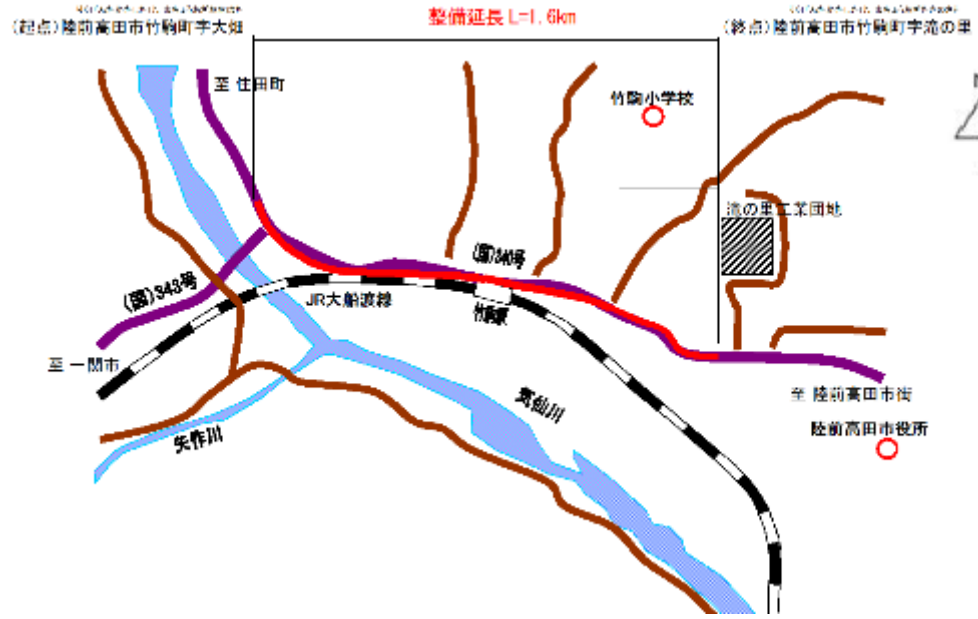 整備延長 L=1.6km
(起点)陸前高田市竹駒町字大畑
(終点)陸前高田市竹駒町字滝の里
至 住田町
竹駒小学校
滝の里工業団地
(国)340号
(国)343号
JR大船渡線
竹駒駅
至 一関市
気仙川
矢作川
至 陸前高田市街
陸前高田市役所